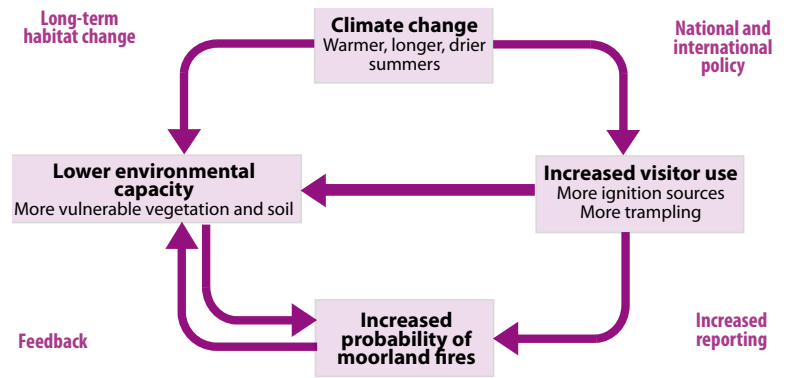 Long-term
habitat change
Climate change
Warmer, longer, drier
summers
National and
international
policy
Lower environmental
capacity
More vulnerable vegetation and soil
Increased visitor use
More ignition sources
More trampling
Feedback
Increased
probability of
moorland fires
Increased
reporting